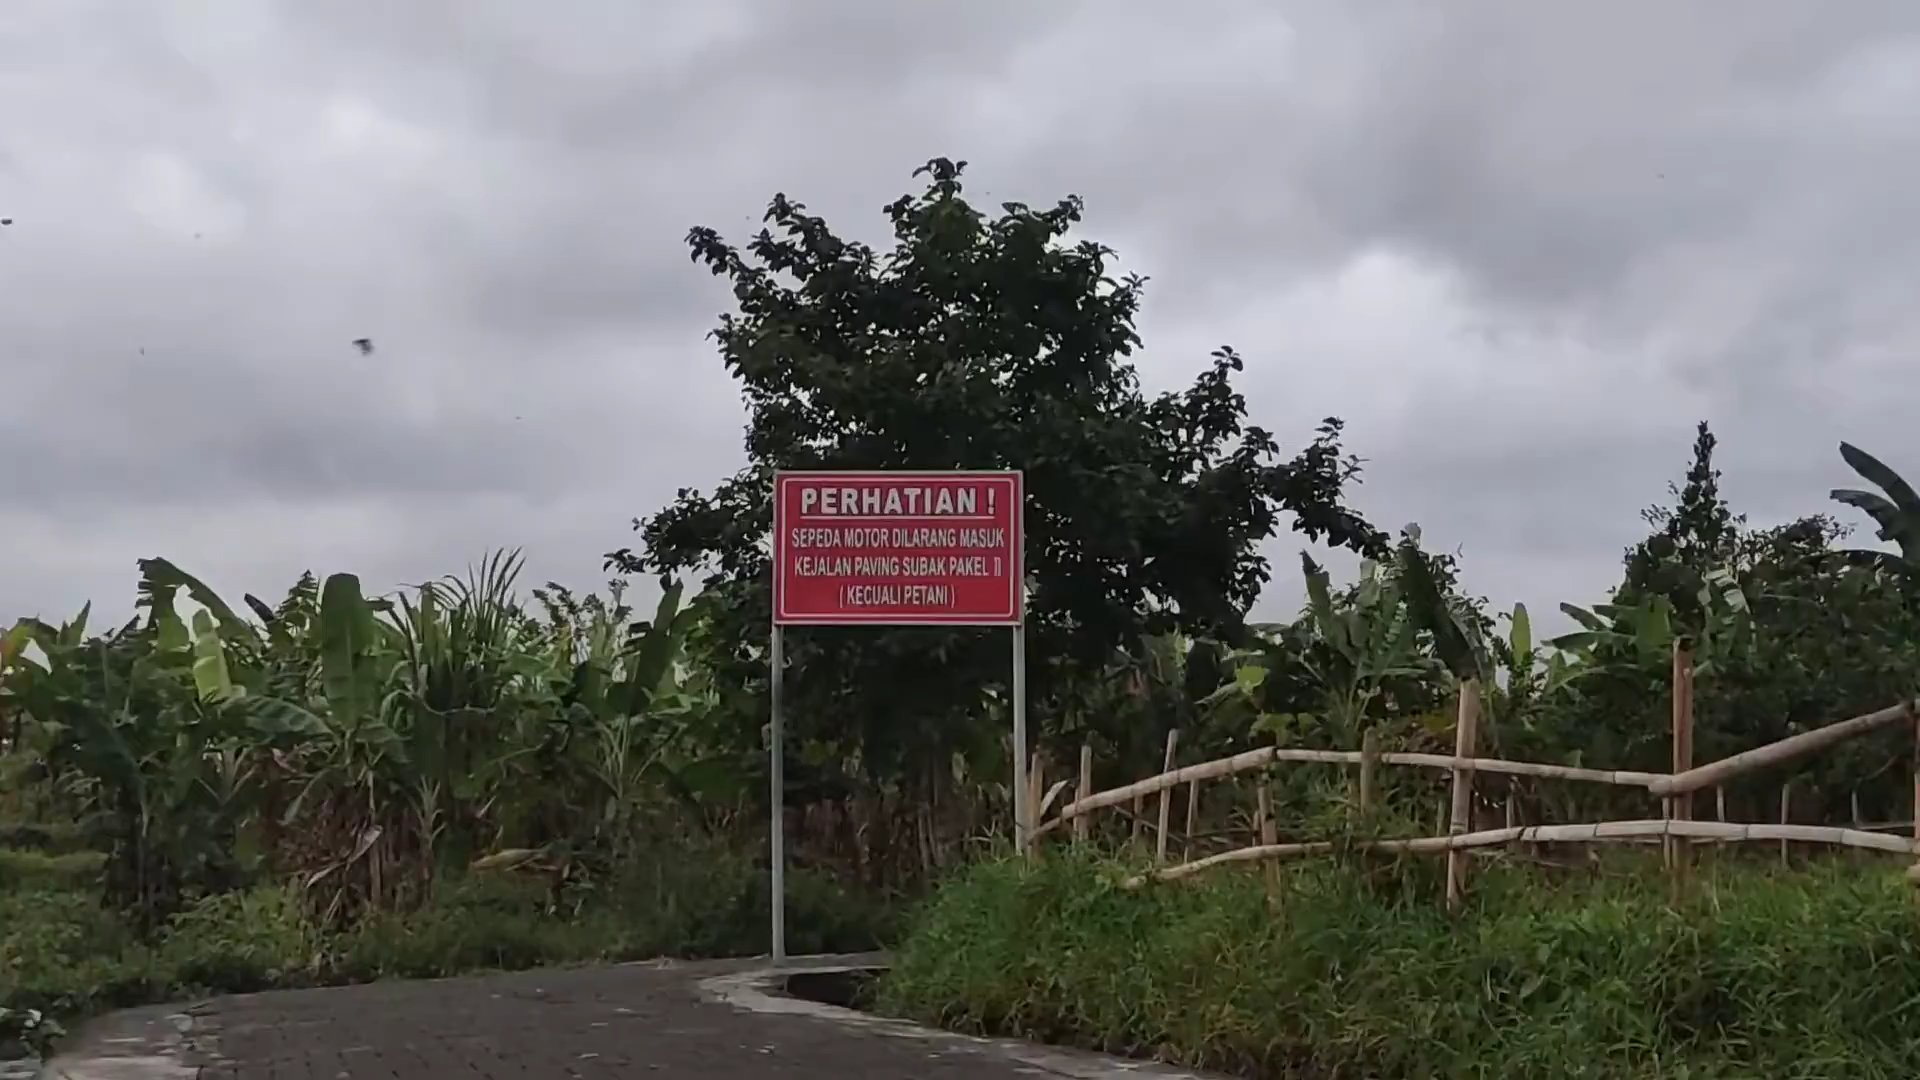 PERHATIAN !
SEPEDA MOTOR DILARANG MASUK
KEJALAN PAVING SUBAK PAKEL II
( KECUALI PETANI )